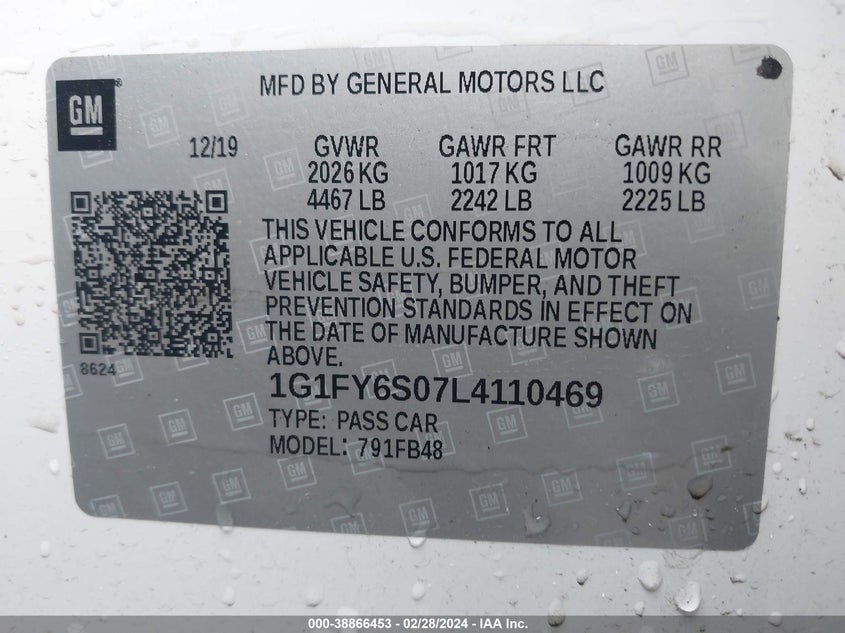 MFD BY GENERAL MOTORS LLC
GM
12/19 GVWR GAWR FRT GAWR RR
2026 KG 1017 KG 1009 KG
4467 LB 2242 LB 2225 LB
THIS VEHICLE CONFORMS TO ALL
APPLICABLE U.S. FEDERAL MOTOR
VEHICLE SAFETY, BUMPER, AND THEFT
PREVENTION STANDARDS IN EFFECT ON
THE DATE OF MANUFACTURE SHOWN
ABOVE.
8624
1G1FY6S07L4110469
TYPE: PASS CAR
MODEL: 791FB48
000-38866453 - 02/28/2024 - IAA Inc.